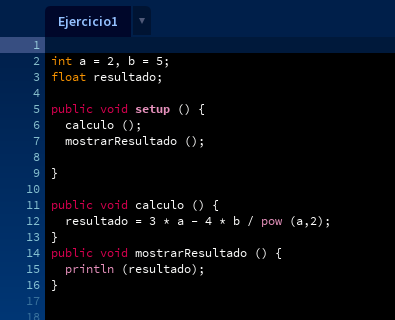 Ejercicio1 ▼
1
2 int a = 2, b = 5;
3 float resultado;
4
5 public void setup () {
6   calculo ();
7   mostrarResultado ();
8
9 }
10
11 public void calculo () {
12   resultado = 3 * a - 4 * b / pow (a,2);
13 }
14 public void mostrarResultado () {
15   println (resultado);
16 }
17
18